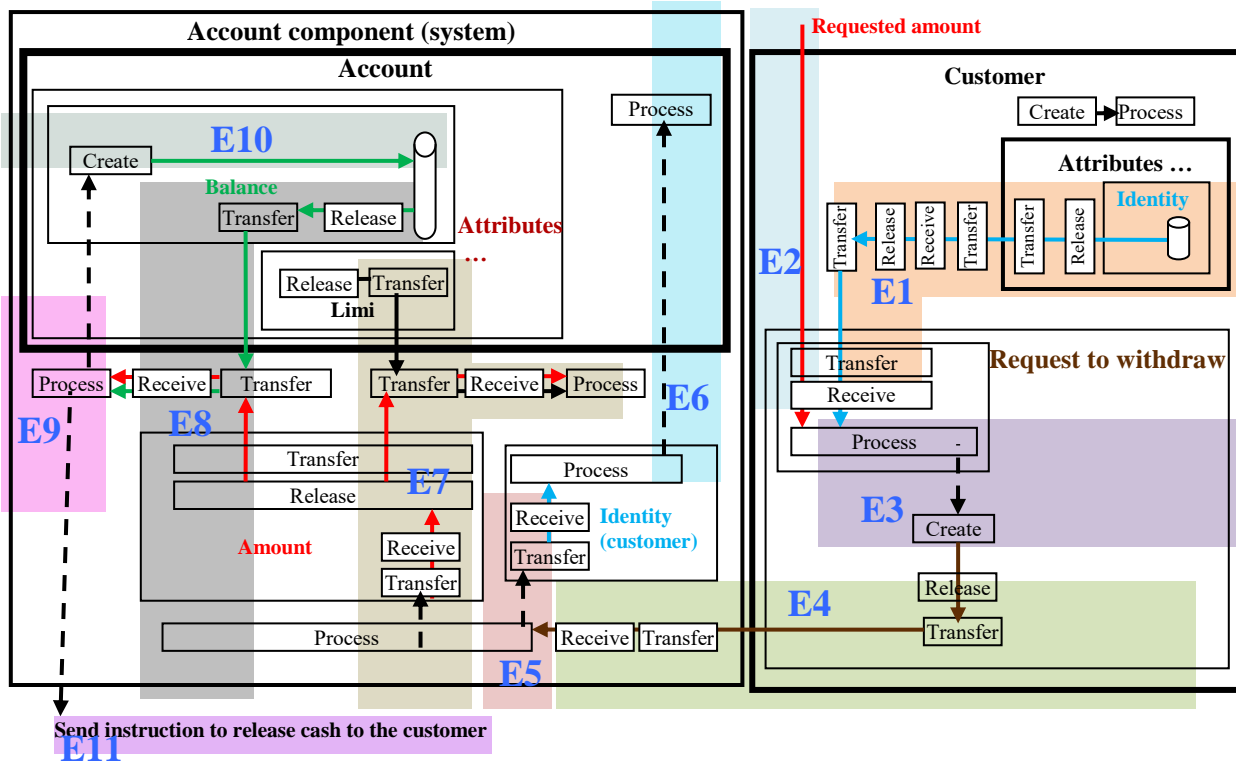 Account component (system)
Account
Process
E10
Create
Balance
Transfer
Release
Attributes
…
Release
Transfer
Limi
Process
Receive
Transfer
Transfer
Receive
Process
E9
E8
E6
Transfer
Release
E7
Amount
Receive
Transfer
Process
Process
Receive
Identity
(customer)
Transfer
E5
Receive
Transfer
E4
Send instruction to release cash to the customer
E11
Requested amount
Customer
Create
Process
Attributes …
Identity
Transfer
Release
Receive
Transfer
Transfer
Release
E2
E1
Request to withdraw
Transfer
Receive
Process
E3
Create
Release
Transfer